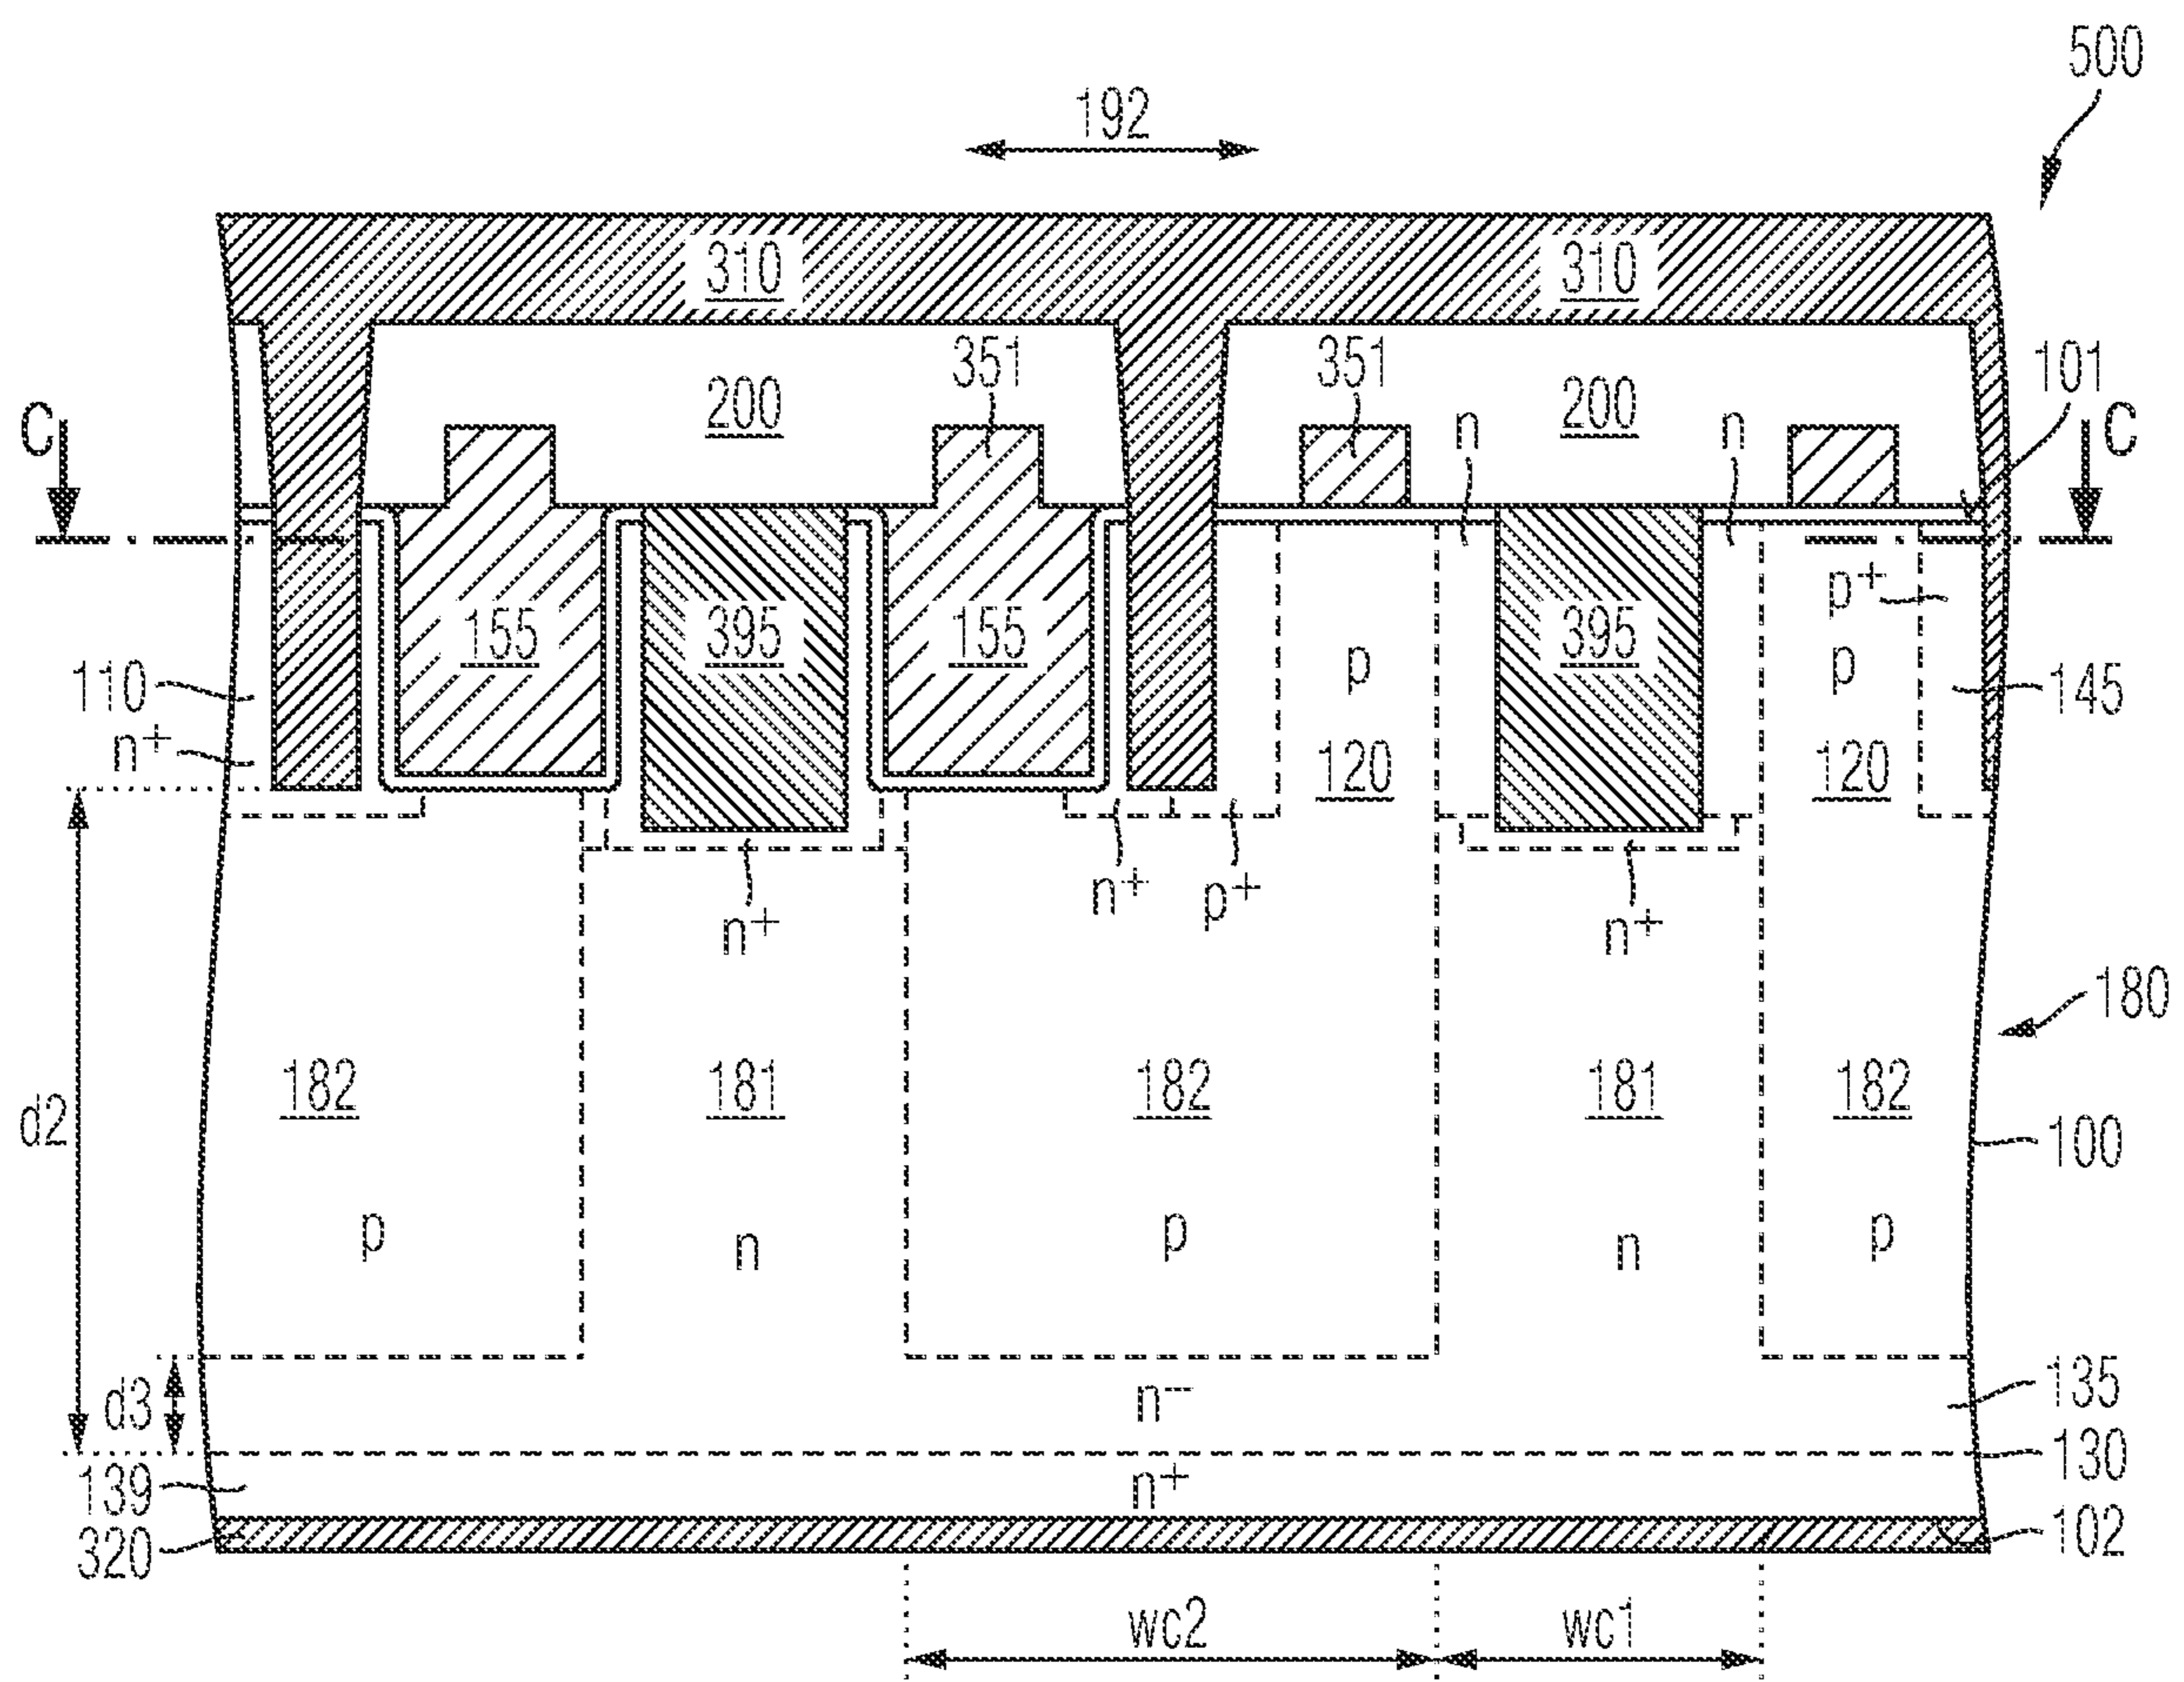 500
192
310 310
351 351 101
200 200
C n n C
p+
155 395 155 395
110 p p 145
n+
120 120
n+ p+
n+ n+
180
182 181 182 181 182
d2 100
p n p n p
d3 n− 135
139 n+ 130
320 102
wc2 wc1